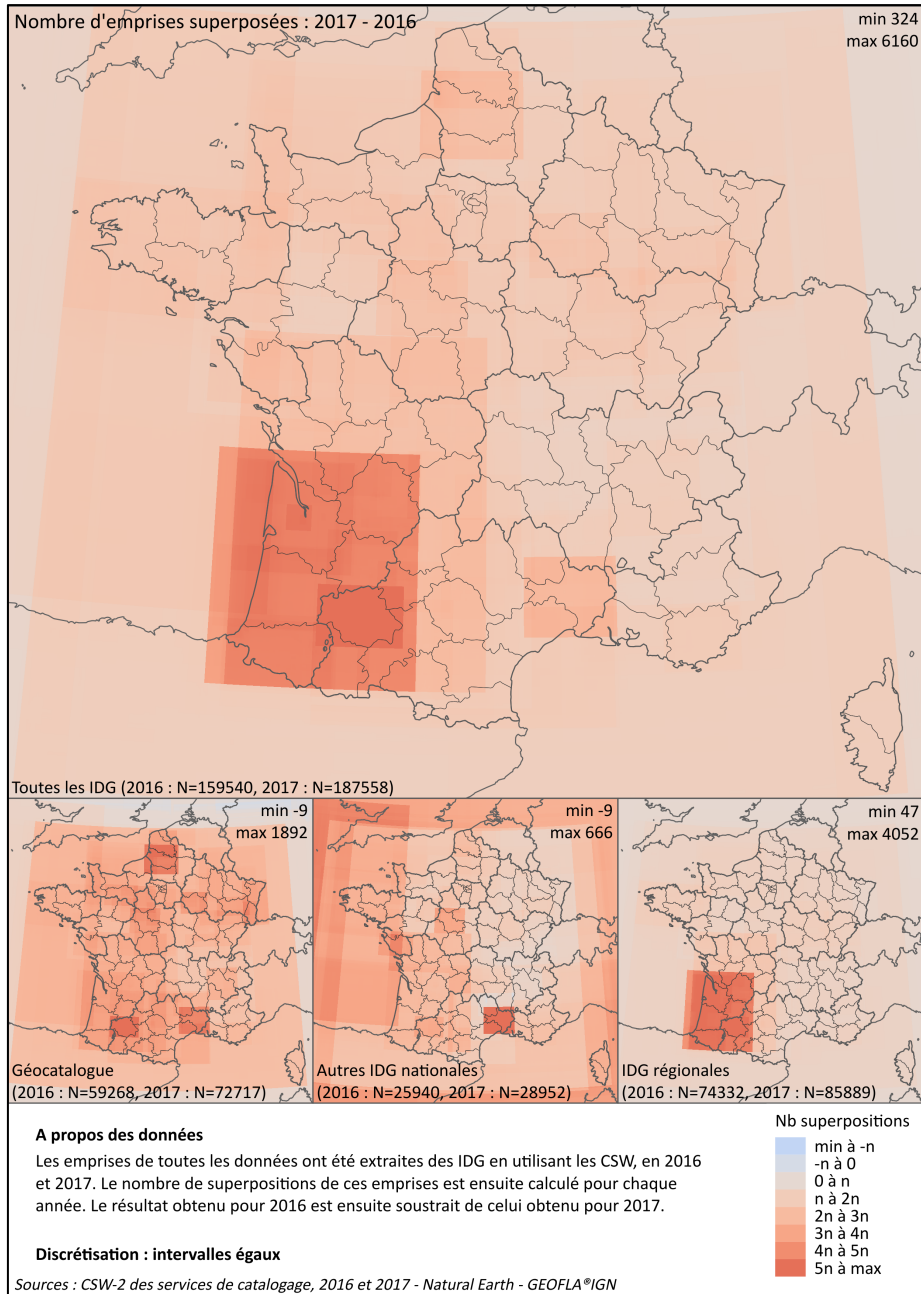 Nombre d'emprises superposées : 2017 - 2016
min 324
max 6160
Toutes les IDG (2016 : N=159540, 2017 : N=187558)
min -9
max 1892
Géocatalogue
(2016 : N=59268, 2017 : N=72717)
min -9
max 666
Autres IDG nationales
(2016 : N=25940, 2017 : N=28952)
min 47
max 4052
IDG régionales
(2016 : N=74332, 2017 : N=85889)
A propos des données
Les emprises de toutes les données ont été extraites des IDG en utilisant les CSW, en 2016
et 2017. Le nombre de superpositions de ces emprises est ensuite calculé pour chaque
année. Le résultat obtenu pour 2016 est ensuite soustrait de celui obtenu pour 2017.
Discrétisation : intervalles égaux
Sources : CSW-2 des services de catalogage, 2016 et 2017 - Natural Earth - GEOFLA®IGN
Nb superpositions
min à -n
-n à 0
0 à n
n à 2n
2n à 3n
3n à 4n
4n à 5n
5n à max